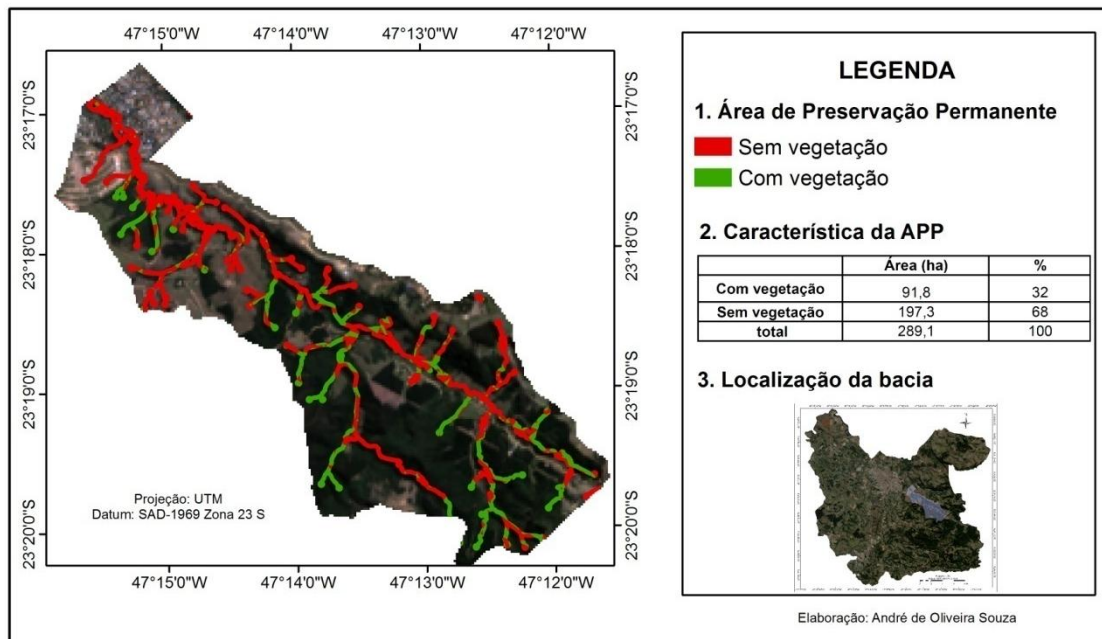 47°15'0"W 47°14'0"W 47°13'0"W 47°12'0"W
23°17'0"S
23°18'0"S
23°19'0"S
23°20'0"S
23°17'0"S
23°18'0"S
23°19'0"S
23°20'0"S
Projeção: UTM
Datum: SAD-1969 Zona 23 S
47°15'0"W 47°14'0"W 47°13'0"W 47°12'0"W
LEGENDA
1. Área de Preservação Permanente
Sem vegetação
Com vegetação
2. Característica da APP
Área (ha) %
Com vegetação 91,8 32
Sem vegetação 197,3 68
total 289,1 100
3. Localização da bacia
Elaboração: André de Oliveira Souza